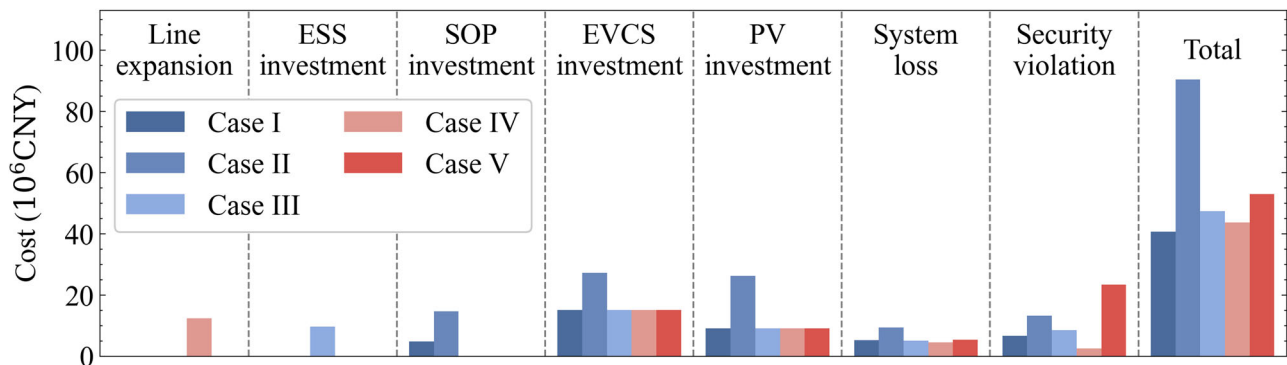 Line
expansion
ESS
investment
SOP
investment
EVCS
investment
PV
investment
System
loss
Security
violation
Total
Cost (10⁶CNY)
100
80
60
40
20
0
Case I
Case II
Case III
Case IV
Case V